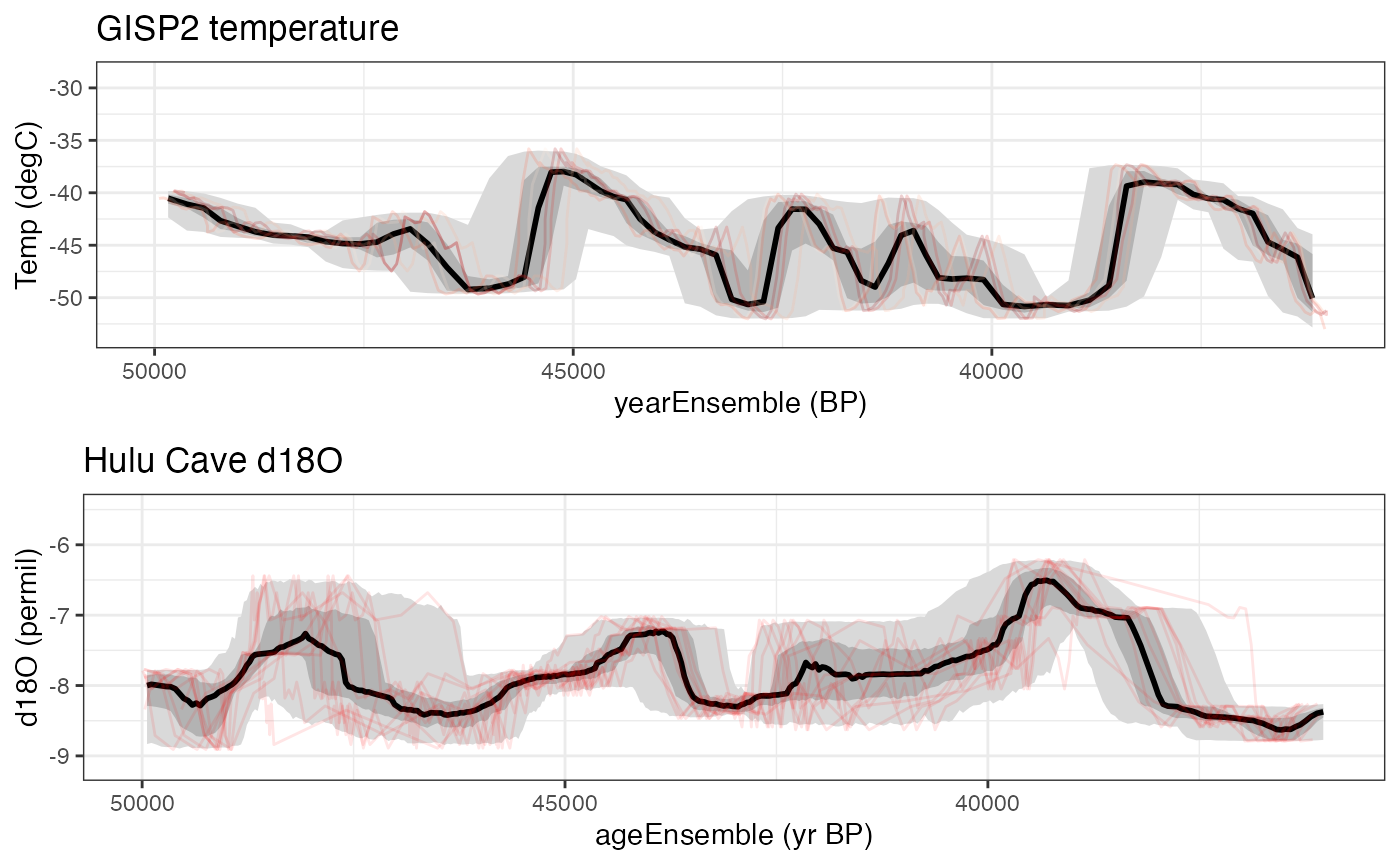 GISP2 temperature
Temp (degC)
-30
-35
-40
-45
-50
50000 45000 40000
yearEnsemble (BP)
Hulu Cave d18O
d18O (permil)
-6
-7
-8
-9
50000 45000 40000
ageEnsemble (yr BP)